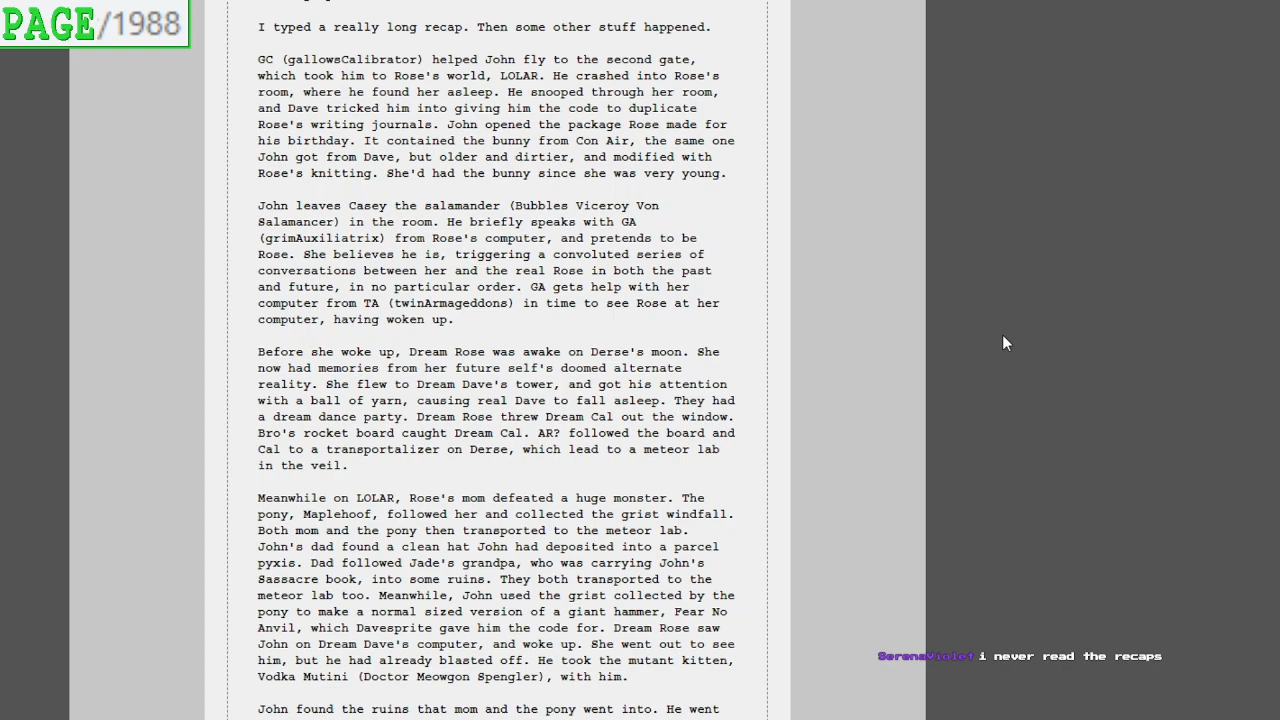 PAGE/1988
I typed a really long recap. Then some other stuff happened.
GC (gallowsCalibrator) helped John fly to the second gate,
which took him to Rose's world, LOLAR. He crashed into Rose's
room, where he found her asleep. He snooped through her room,
and Dave tricked him into giving him the code to duplicate
Rose's writing journals. John opened the package Rose made for
his birthday. It contained the bunny from Con Air, the same one
John got from Dave, but older and dirtier, and modified with
Rose's knitting. She'd had the bunny since she was very young.
John leaves Casey the salamander (Bubbles Viceroy Von
Salamancer) in the room. He briefly speaks with GA
(grimAuxiliatrix) from Rose's computer, and pretends to be
Rose. She believes he is, triggering a convoluted series of
conversations between her and the real Rose in both the past
and future, in no particular order. GA gets help with her
computer from TA (twinArmageddons) in time to see Rose at her
computer, having woken up.
Before she woke up, Dream Rose was awake on Derse's moon. She
now had memories from her future self's doomed alternate
reality. She flew to Dream Dave's tower, and got his attention
with a ball of yarn, causing real Dave to fall asleep. They had
a dream dance party. Dream Rose threw Dream Cal out the window.
Bro's rocket board caught Dream Cal. AR? followed the board and
Cal to a transportalizer on Derse, which lead to a meteor lab
in the veil.
Meanwhile on LOLAR, Rose's mom defeated a huge monster. The
pony, Maplehoof, followed her and collected the grist windfall.
Both mom and the pony then transported to the meteor lab.
John's dad found a clean hat John had deposited into a parcel
pyxis. Dad followed Jade's grandpa, who was carrying John's
Sassacre book, into some ruins. They both transported to the
meteor lab too. Meanwhile, John used the grist collected by the
pony to make a normal sized version of a giant hammer, Fear No
Anvil, which Davesprite gave him the code for. Dream Rose saw
John on Dream Dave's computer, and woke up. She went out to see
him, but he had already blasted off. He took the mutant kitten,
Vodka Mutini (Doctor Meowgon Spengler), with him.
John found the ruins that mom and the pony went into. He went
SerenaViolet i never read the recaps